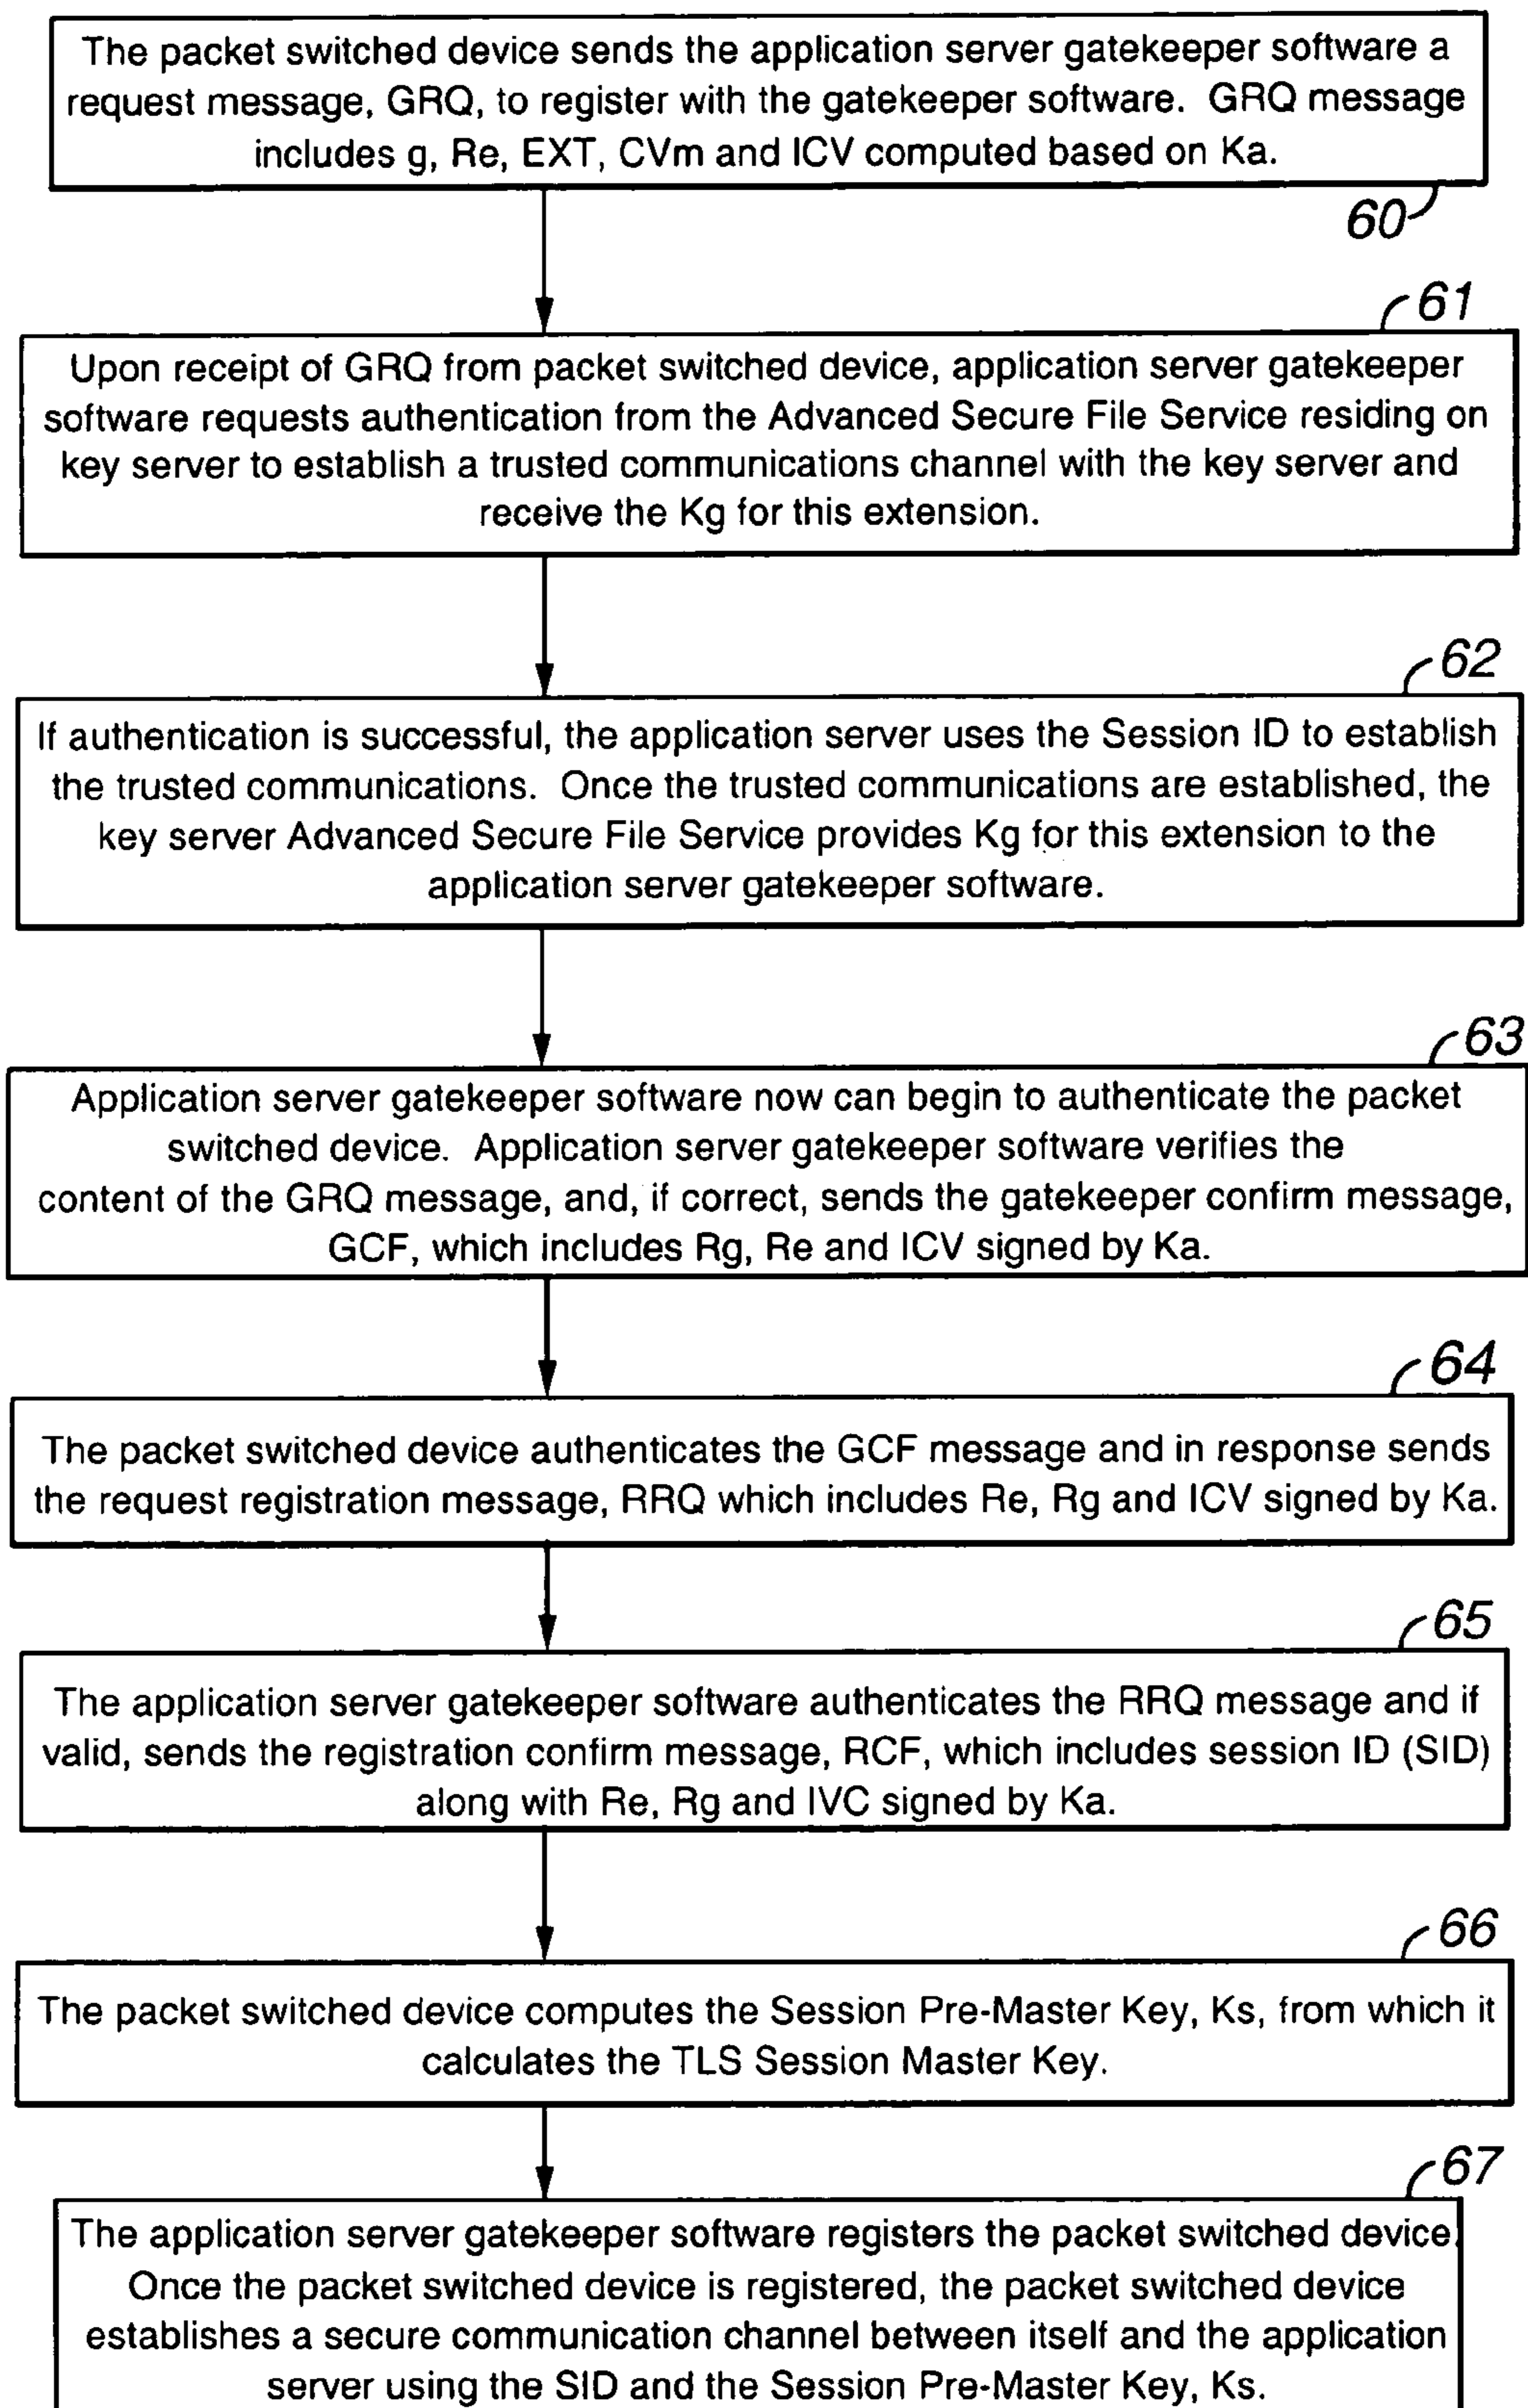 The packet switched device sends the application server gatekeeper software a
request message, GRQ, to register with the gatekeeper software. GRQ message
includes g, Re, EXT, CVm and ICV computed based on Ka.
60
61
Upon receipt of GRQ from packet switched device, application server gatekeeper
software requests authentication from the Advanced Secure File Service residing on
key server to establish a trusted communications channel with the key server and
receive the Kg for this extension.
62
If authentication is successful, the application server uses the Session ID to establish
the trusted communications. Once the trusted communications are established, the
key server Advanced Secure File Service provides Kg for this extension to the
application server gatekeeper software.
63
Application server gatekeeper software now can begin to authenticate the packet
switched device. Application server gatekeeper software verifies the
content of the GRQ message, and, if correct, sends the gatekeeper confirm message,
GCF, which includes Rg, Re and ICV signed by Ka.
64
The packet switched device authenticates the GCF message and in response sends
the request registration message, RRQ which includes Re, Rg and ICV signed by Ka.
65
The application server gatekeeper software authenticates the RRQ message and if
valid, sends the registration confirm message, RCF, which includes session ID (SID)
along with Re, Rg and IVC signed by Ka.
66
The packet switched device computes the Session Pre-Master Key, Ks, from which it
calculates the TLS Session Master Key.
67
The application server gatekeeper software registers the packet switched device.
Once the packet switched device is registered, the packet switched device
establishes a secure communication channel between itself and the application
server using the SID and the Session Pre-Master Key, Ks.